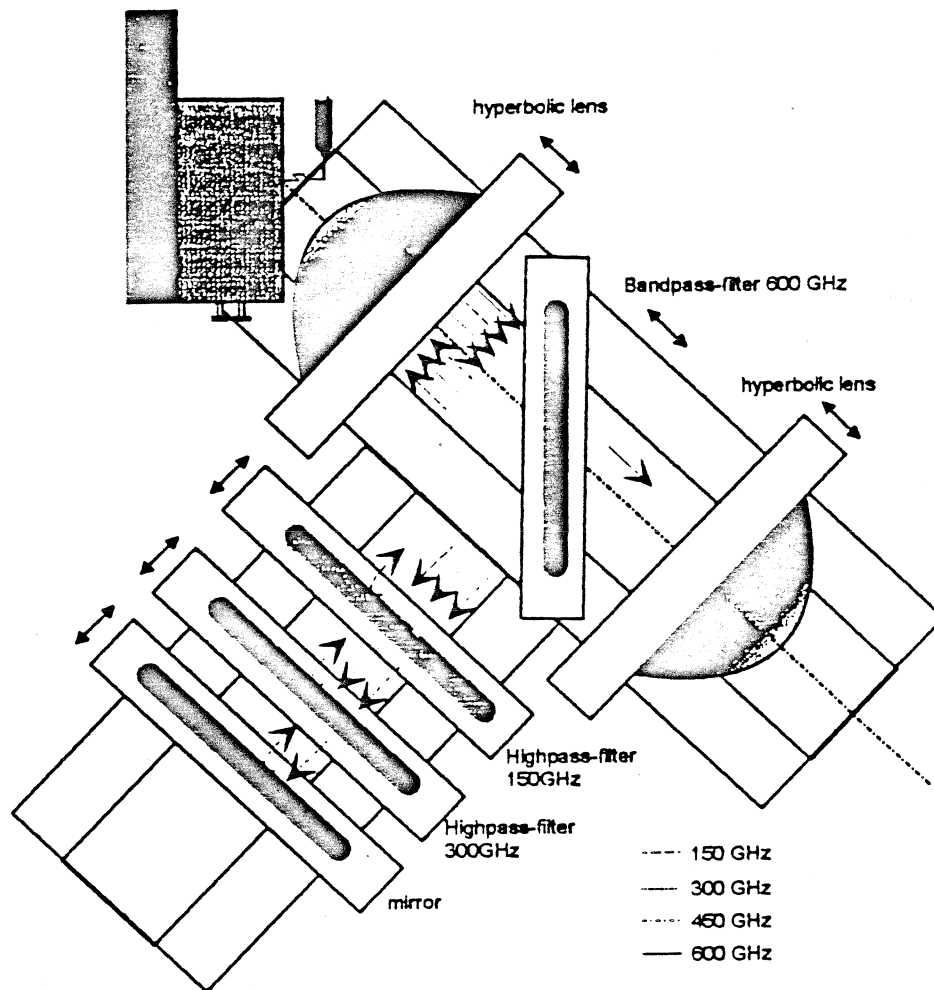 hyperbolic lens
Bandpass-filter 600 GHz
hyperbolic lens
Highpass-filter
150GHz
Highpass-filter
300GHz
mirror
150 GHz
300 GHz
450 GHz
600 GHz